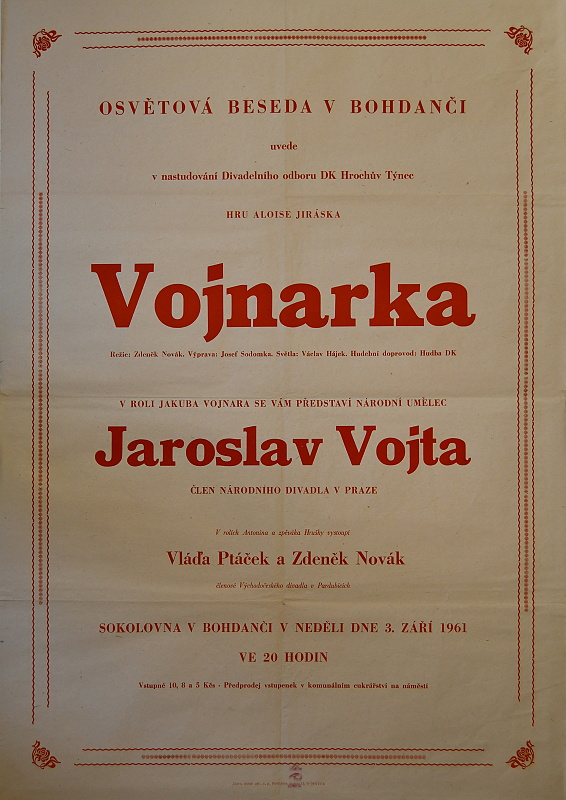 OSVĚTOVÁ BESEDA V BOHDANČI
uvede
v nastudování Divadelního odboru DK Hrochův Týnec
HRU ALOISE JIRÁSKA
Vojnarka
Režie: Zdeněk Novák. Výprava: Josef Sodomka. Světla: Václav Hájek. Hudební doprovod: Hudba DK
V ROLI JAKUBA VOJNARA SE VÁM PŘEDSTAVÍ NÁRODNÍ UMĚLEC
Jaroslav Vojta
ČLEN NÁRODNÍHO DIVADLA V PRAZE
V rolích Antonína a zpěváka Hrušky vystoupí
Vláďa Ptáček a Zdeněk Novák
členové Východočeského divadla v Pardubicích
SOKOLOVNA V BOHDANČI V NEDĚLI DNE 3. ZÁŘÍ 1961
VE 20 HODIN
Vstupné 10, 8 a 5 Kčs - Předprodej vstupenek v komunálním cukrářství na náměstí